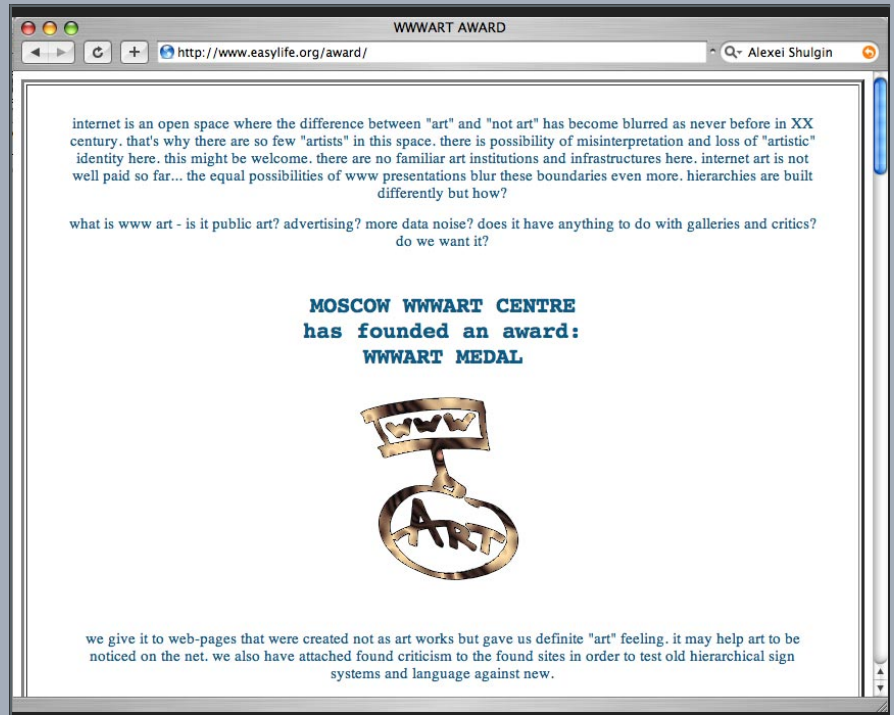 WWWART AWARD
http://www.easylife.org/award/
Alexei Shulgin
internet is an open space where the difference between "art" and "not art" has become blurred as never before in XX
century. that's why there are so few "artists" in this space. there is possibility of misinterpretation and loss of "artistic"
identity here. this might be welcome. there are no familiar art institutions and infrastructures here. internet art is not
well paid so far... the equal possibilities of www presentations blur these boundaries even more. hierarchies are built
differently but how?
what is www art - is it public art? advertising? more data noise? does it have anything to do with galleries and critics?
do we want it?
MOSCOW WWWART CENTRE
has founded an award:
WWWART MEDAL
WWW
ART
we give it to web-pages that were created not as art works but gave us definite "art" feeling. it may help art to be
noticed on the net. we also have attached found criticism to the found sites in order to test old hierarchical sign
systems and language against new.